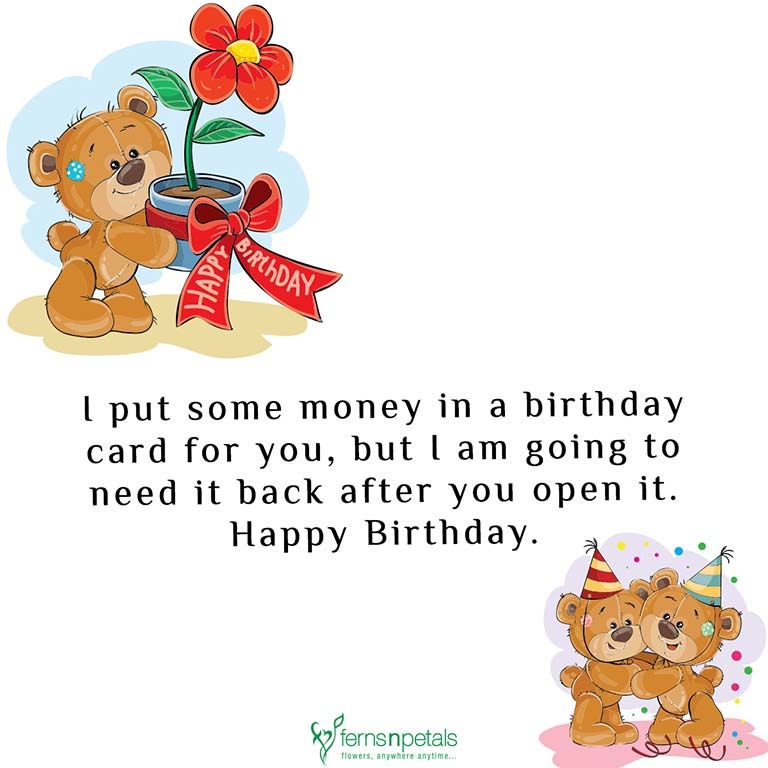 HAPPY BIRThDAY
I put some money in a birthday
card for you, but I am going to
need it back after you open it.
Happy Birthday.
fernsnpetals
flowers, anywhere anytime...